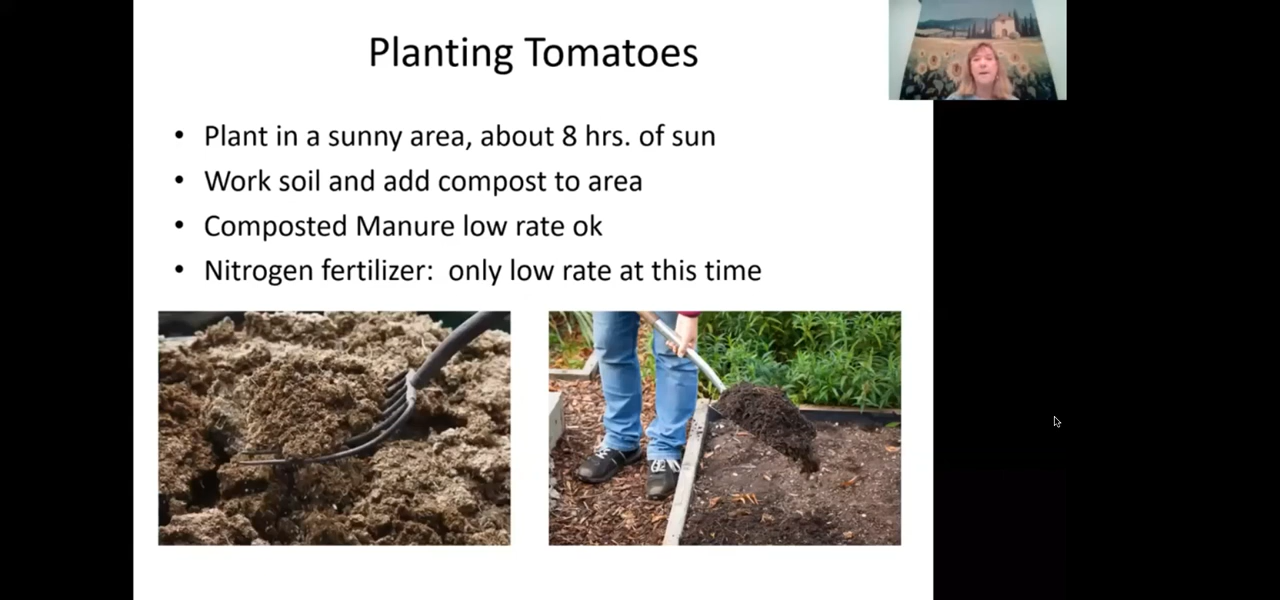 Planting Tomatoes
• Plant in a sunny area, about 8 hrs. of sun
• Work soil and add compost to area
• Composted Manure low rate ok
• Nitrogen fertilizer:  only low rate at this time